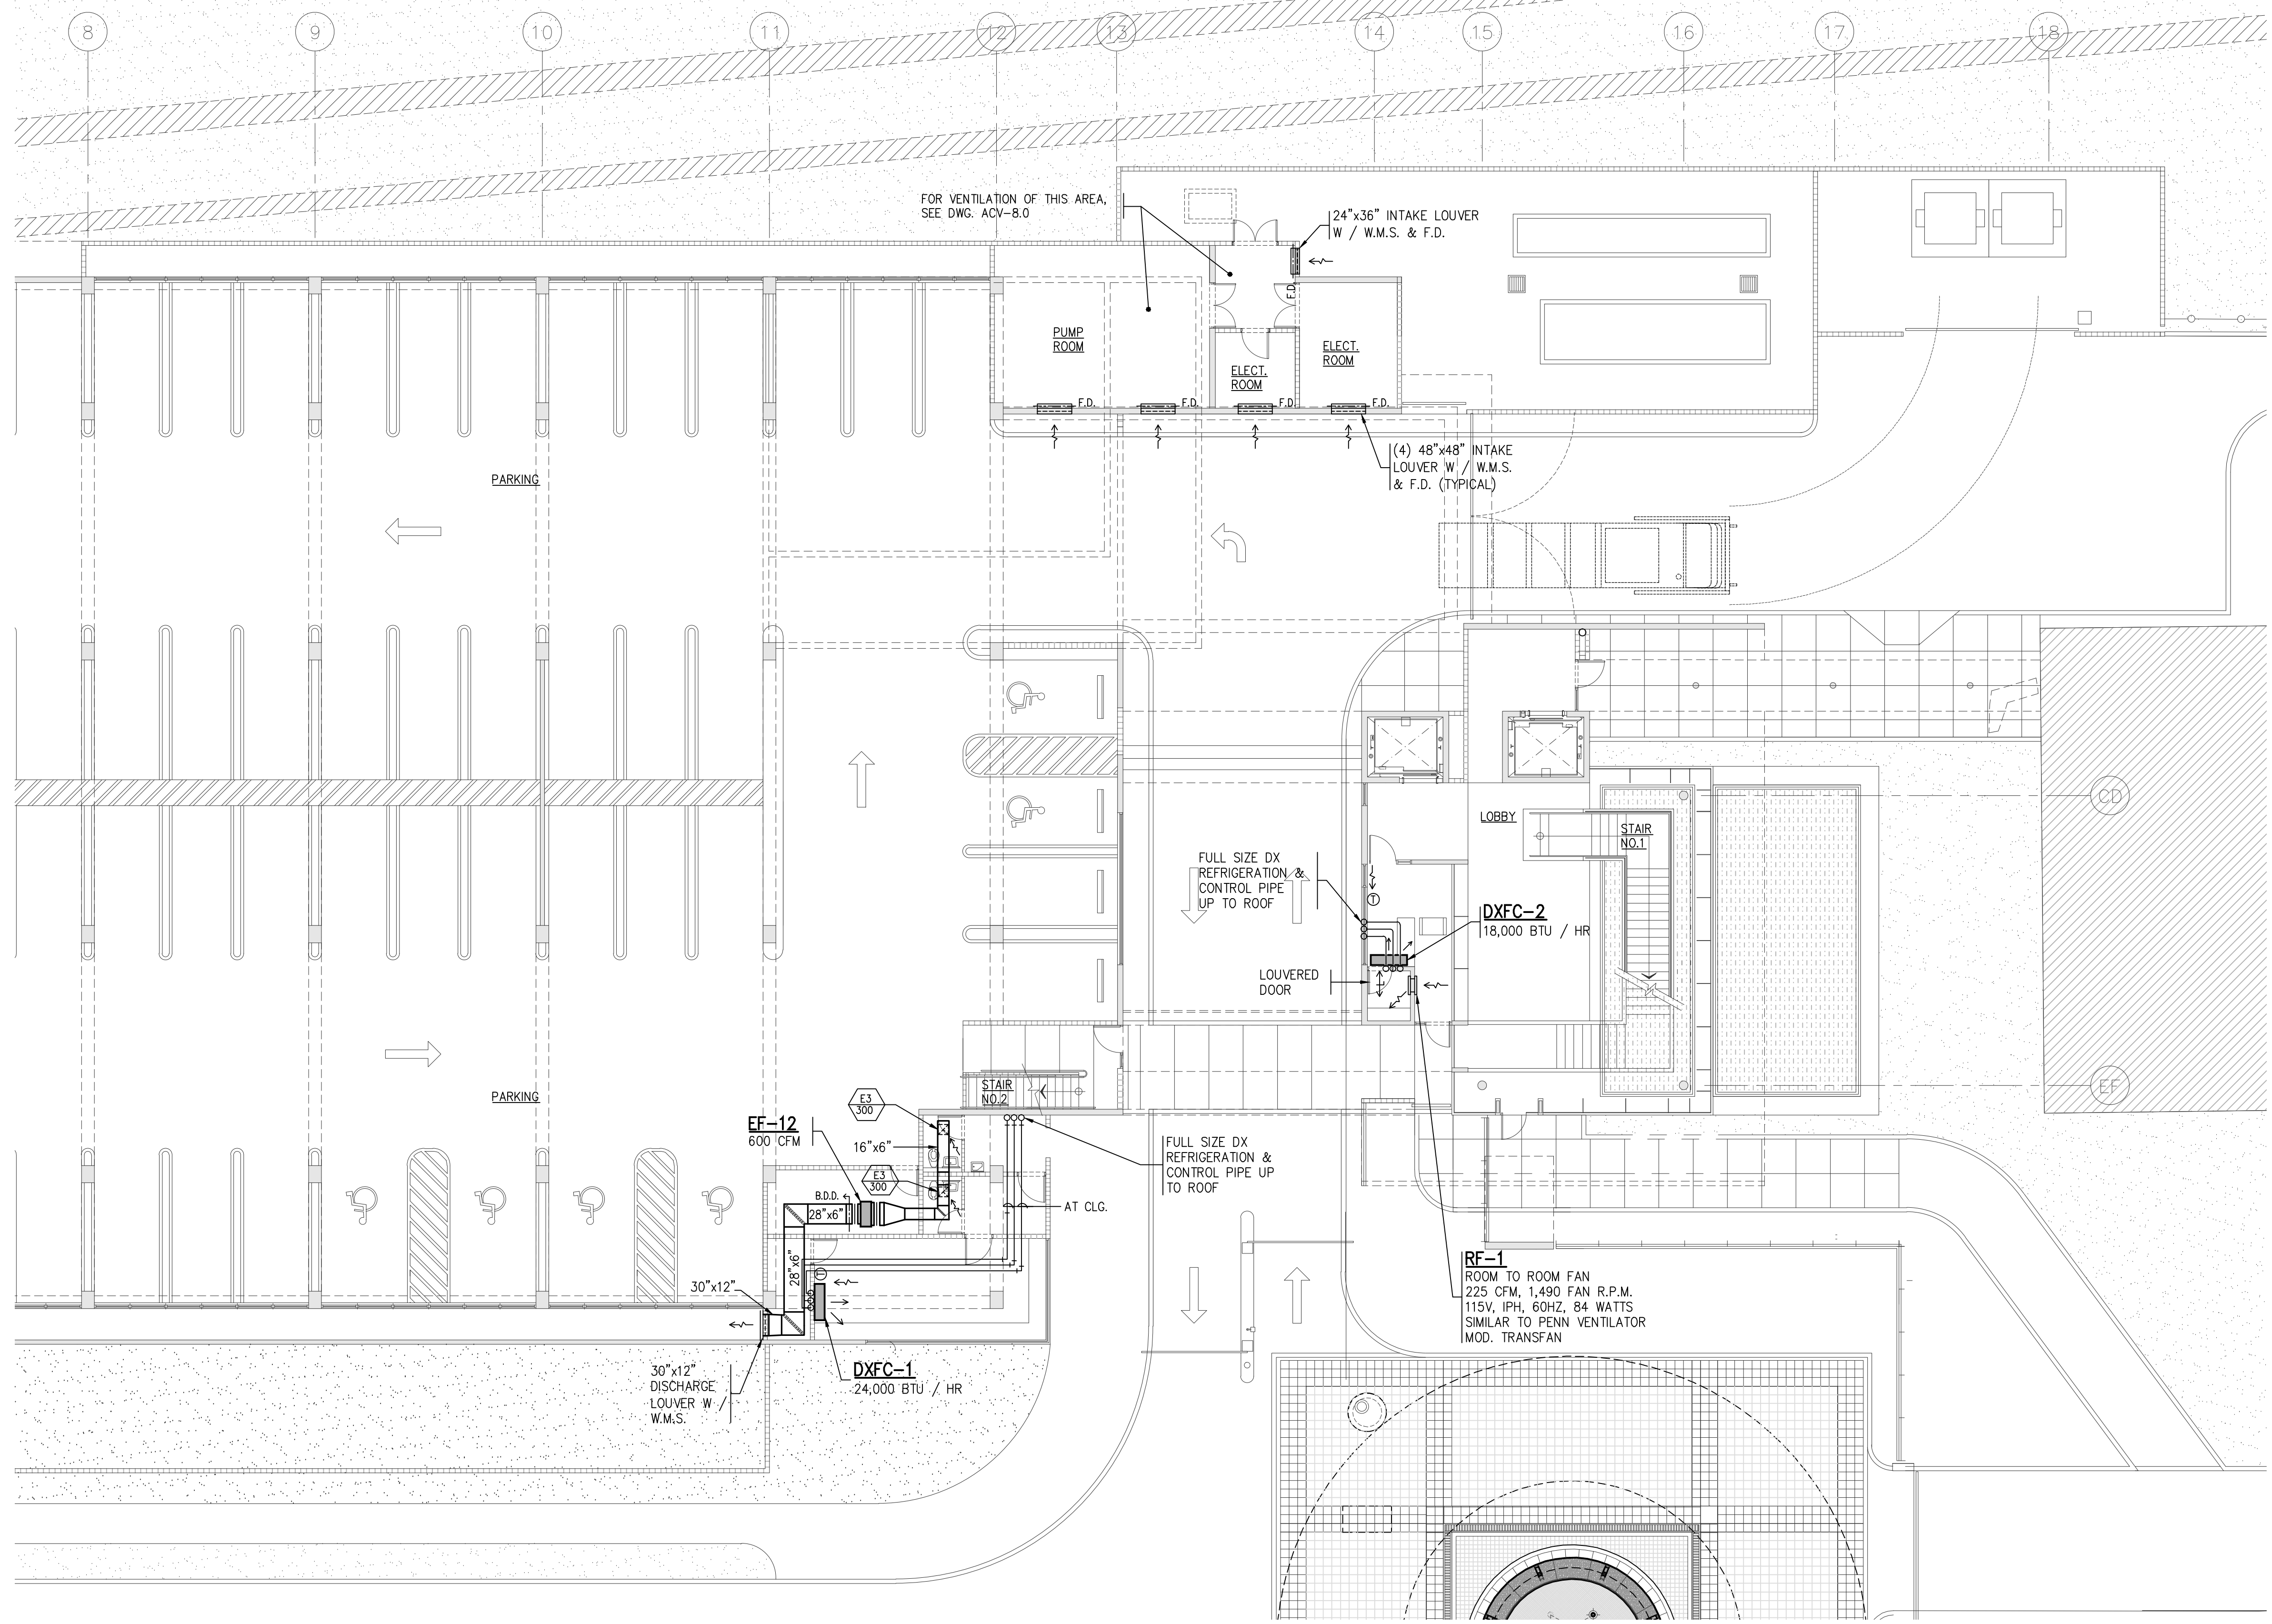 8
9
10
11
12
13
14
15
16
17
18
FOR VENTILATION OF THIS AREA,
SEE DWG. ACV-8.0
24"x36" INTAKE LOUVER
W / W.M.S. & F.D.
F.D.
PUMP
ROOM
ELECT.
ROOM
ELECT.
ROOM
F.D.
F.D.
F.D.
F.D.
(4) 48"x48" INTAKE
LOUVER W / W.M.S.
& F.D. (TYPICAL)
PARKING
CD
LOBBY
STAIR
NO.1
FULL SIZE DX
REFRIGERATION &
CONTROL PIPE
UP TO ROOF
T
DXFC-2
18,000 BTU / HR
LOUVERED
DOOR
STAIR
NO.2
EF
PARKING
E3
300
EF-12
600 CFM
16"x6"
E3
300
FULL SIZE DX
REFRIGERATION &
CONTROL PIPE UP
TO ROOF
B.D.D.
28"x6"
AT CLG.
28"x6"
T
30"x12"
RF-1
ROOM TO ROOM FAN
225 CFM, 1,490 FAN R.P.M.
115V, IPH, 60HZ, 84 WATTS
SIMILAR TO PENN VENTILATOR
MOD. TRANSFAN
30"x12"
DISCHARGE
LOUVER W /
W.M.S.
DXFC-1
24,000 BTU / HR